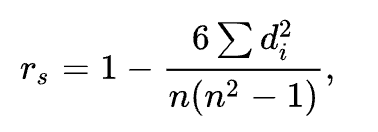 r_s = 1 - \frac{6 \sum d_i^2}{n(n^2 - 1)},